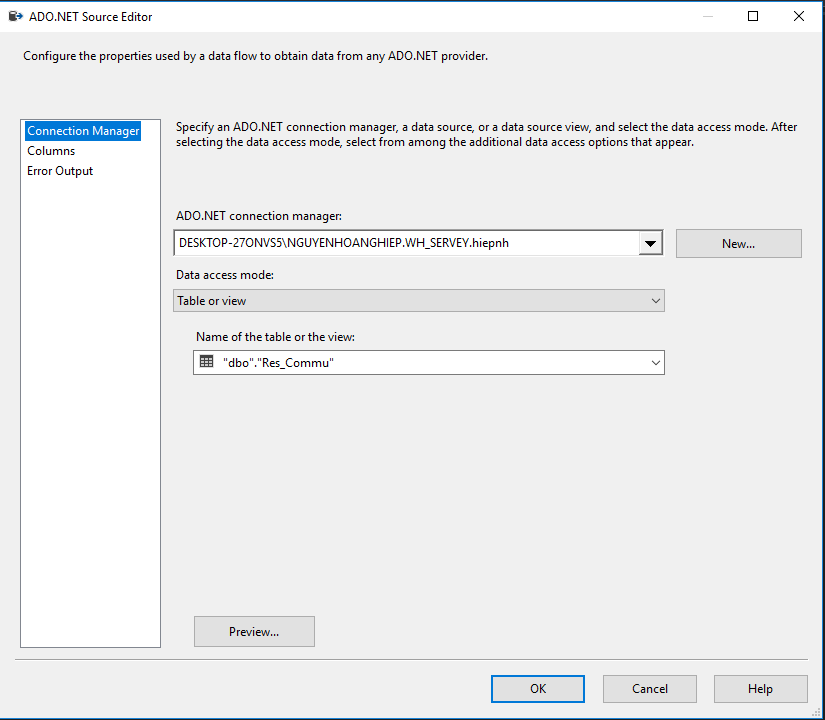 ADO.NET Source Editor
Configure the properties used by a data flow to obtain data from any ADO.NET provider.
Connection Manager
Columns
Error Output
Specify an ADO.NET connection manager, a data source, or a data source view, and select the data access mode. After
selecting the data access mode, select from among the additional data access options that appear.
ADO.NET connection manager:
DESKTOP-27ONVS5\NGUYENHOANGHIEP.WH_SERVEY.hiepnh
New...
Data access mode:
Table or view
Name of the table or the view:
"dbo"."Res_Commu"
Preview...
OK
Cancel
Help